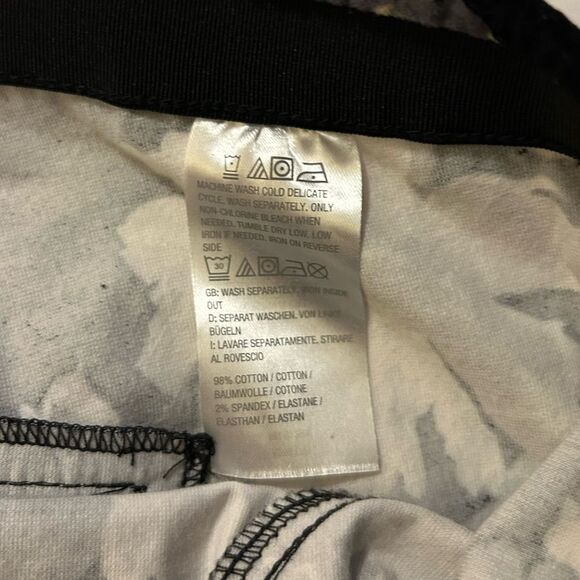 MACHINE WASH COLD DELICATE
CYCLE. WASH SEPARATELY. ONLY
NON-CHLORINE BLEACH WHEN
NEEDED. TUMBLE DRY LOW. LOW
IRON IF NEEDED. IRON ON REVERSE
SIDE
30
GB: WASH SEPARATELY. IRON INSIDE
OUT
D: SEPARAT WASCHEN. VON LINKS
BÜGELN
I: LAVARE SEPARATAMENTE. STIRARE
AL ROVESCIO
98% COTTON / COTTON /
BAUMWOLLE / COTONE
2% SPANDEX / ELASTANE /
ELASTHAN / ELASTAN